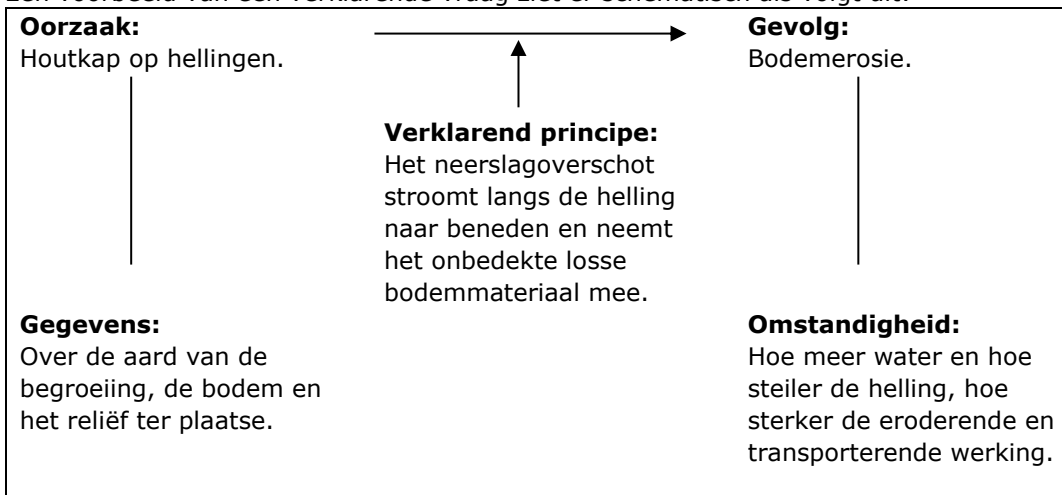 Een voorbeeld van een verklarende vraag ziet er schematisch als volgt uit:
Oorzaak:
Houtkap op hellingen.
Gevolg:
Bodemerosie.
Verklarend principe:
Het neerslagoverschot
stroomt langs de helling
naar beneden en neemt
het onbedekte losse
bodemmateriaal mee.
Gegevens:
Over de aard van de
begroeiing, de bodem en
het reliëf ter plaatse.
Omstandigheid:
Hoe meer water en hoe
steiler de helling, hoe
sterker de eroderende en
transporterende werking.